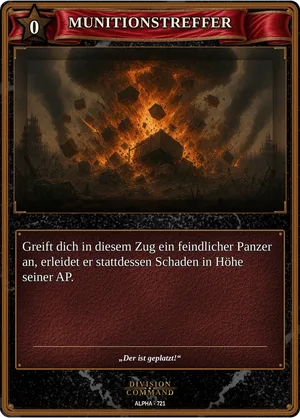 0
MUNITIONSTREFFER
Greift dich in diesem Zug ein feindlicher Panzer
an, erleidet er stattdessen Schaden in Höhe
seiner AP.
„Der ist geplatzt!“
DIVISION
COMMAND
ALPHA - 721